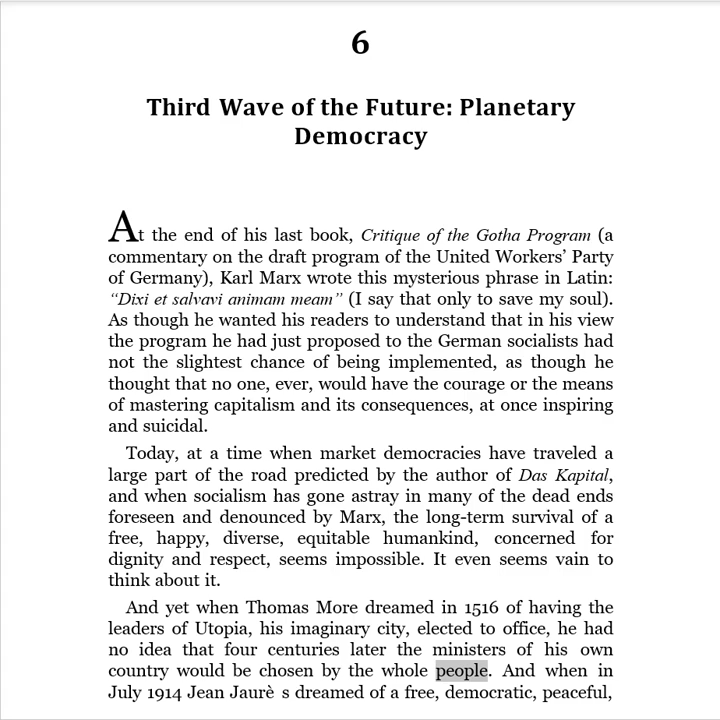 6
Third Wave of the Future: Planetary
Democracy
At the end of his last book, Critique of the Gotha Program (a
commentary on the draft program of the United Workers’ Party
of Germany), Karl Marx wrote this mysterious phrase in Latin:
“Dixi et salvavi animam meam” (I say that only to save my soul).
As though he wanted his readers to understand that in his view
the program he had just proposed to the German socialists had
not the slightest chance of being implemented, as though he
thought that no one, ever, would have the courage or the means
of mastering capitalism and its consequences, at once inspiring
and suicidal.
Today, at a time when market democracies have traveled a
large part of the road predicted by the author of Das Kapital,
and when socialism has gone astray in many of the dead ends
foreseen and denounced by Marx, the long-term survival of a
free, happy, diverse, equitable humankind, concerned for
dignity and respect, seems impossible. It even seems vain to
think about it.
And yet when Thomas More dreamed in 1516 of having the
leaders of Utopia, his imaginary city, elected to office, he had
no idea that four centuries later the ministers of his own
country would be chosen by the whole people. And when in
July 1914 Jean Jaurè s dreamed of a free, democratic, peaceful,